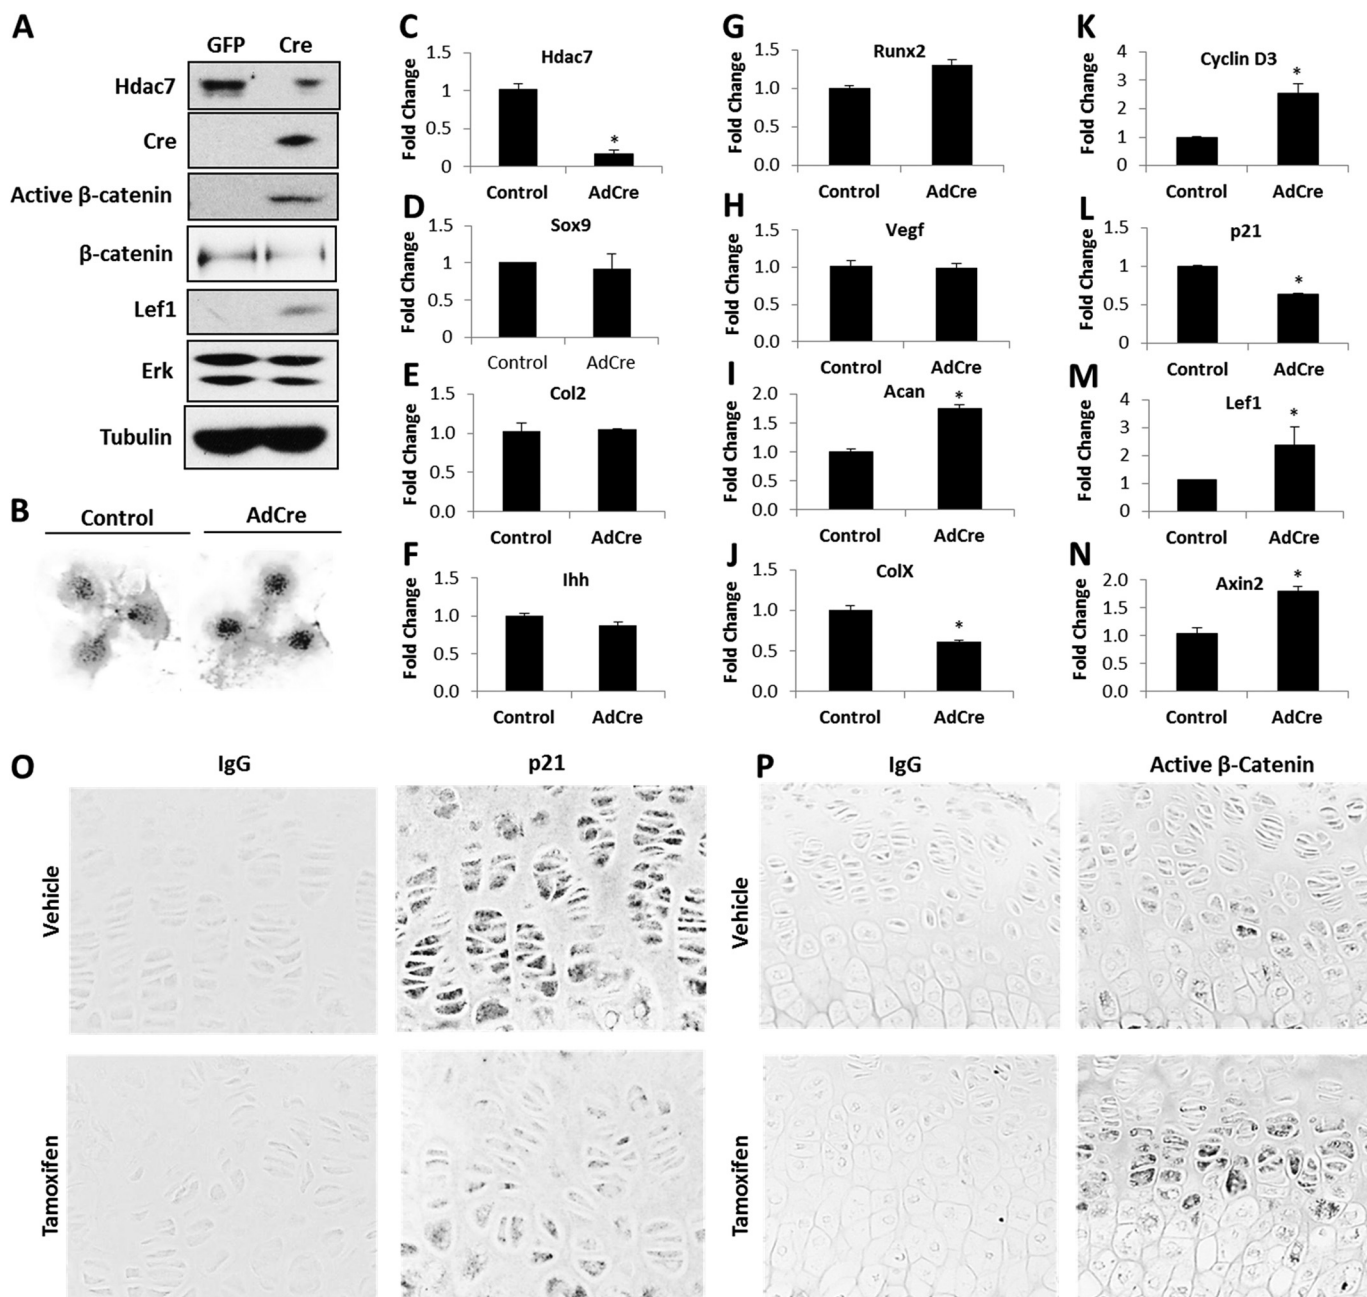 A
GFP Cre
Hdac7
Cre
Active β-catenin
β-catenin
Lef1
Erk
Tubulin
B
Control AdCre
C
Hdac7
Fold Change
1.5
1
0.5
0
*
Control AdCre
D
Sox9
Fold Change
1.5
1
0.5
0
Control AdCre
E
Col2
Fold Change
1.5
1.0
0.5
0.0
Control AdCre
F
Ihh
Fold Change
1.5
1.0
0.5
0.0
Control AdCre
G
Runx2
Fold Change
1.5
1.0
0.5
0.0
Control AdCre
H
Vegf
Fold Change
1.5
1.0
0.5
0.0
Control AdCre
I
Acan
Fold Change
2.0
1.5
1.0
0.5
0.0
*
Control AdCre
J
ColX
Fold Change
1.5
1.0
0.5
0.0
*
Control AdCre
K
Cyclin D3
Fold Change
4
3
2
1
0
*
Control AdCre
L
p21
Fold Change
1.5
1
0.5
0
*
Control AdCre
M
Lef1
Fold Change
4
3
2
1
0
*
Control AdCre
N
Axin2
Fold Change
2.0
1.5
1.0
0.5
0.0
*
Control AdCre
O
IgG p21
Vehicle
Tamoxifen
P
IgG Active β-Catenin
Vehicle
Tamoxifen